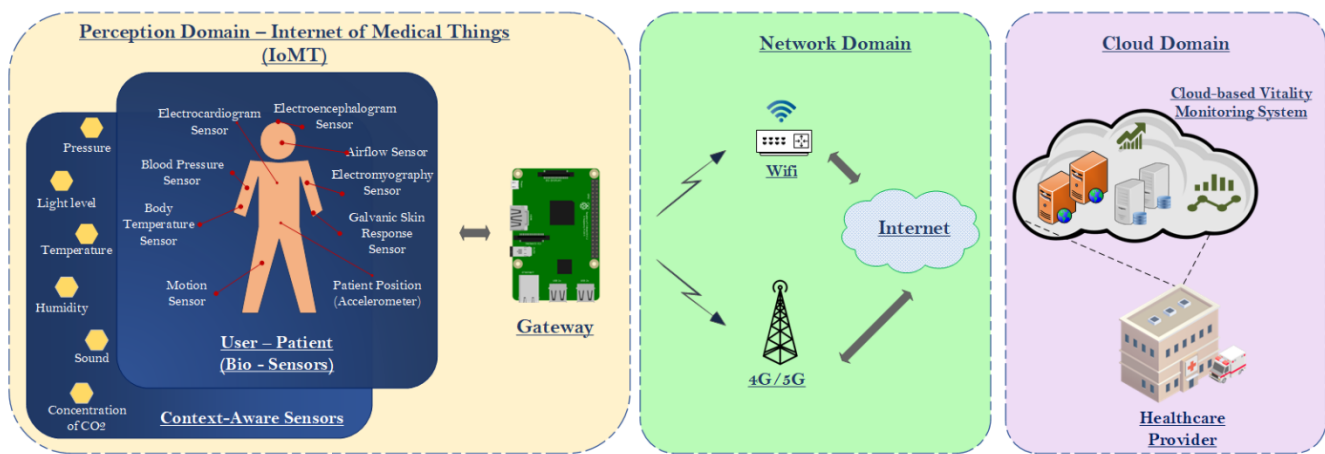 Perception Domain – Internet of Medical Things
(IoMT)
Electrocardiogram
Sensor
Electroencephalogram
Sensor
Airflow Sensor
Blood Pressure
Sensor
Electromyography
Sensor
Body
Temperature
Sensor
Galvanic Skin
Response
Sensor
Motion
Sensor
Patient Position
(Accelerometer)
User – Patient
(Bio - Sensors)
Pressure
Light level
Temperature
Humidity
Sound
Concentration
of CO2
Context-Aware Sensors
Gateway
Network Domain
Wifi
Internet
4G/5G
Cloud Domain
Cloud-based Vitality
Monitoring System
Healthcare
Provider